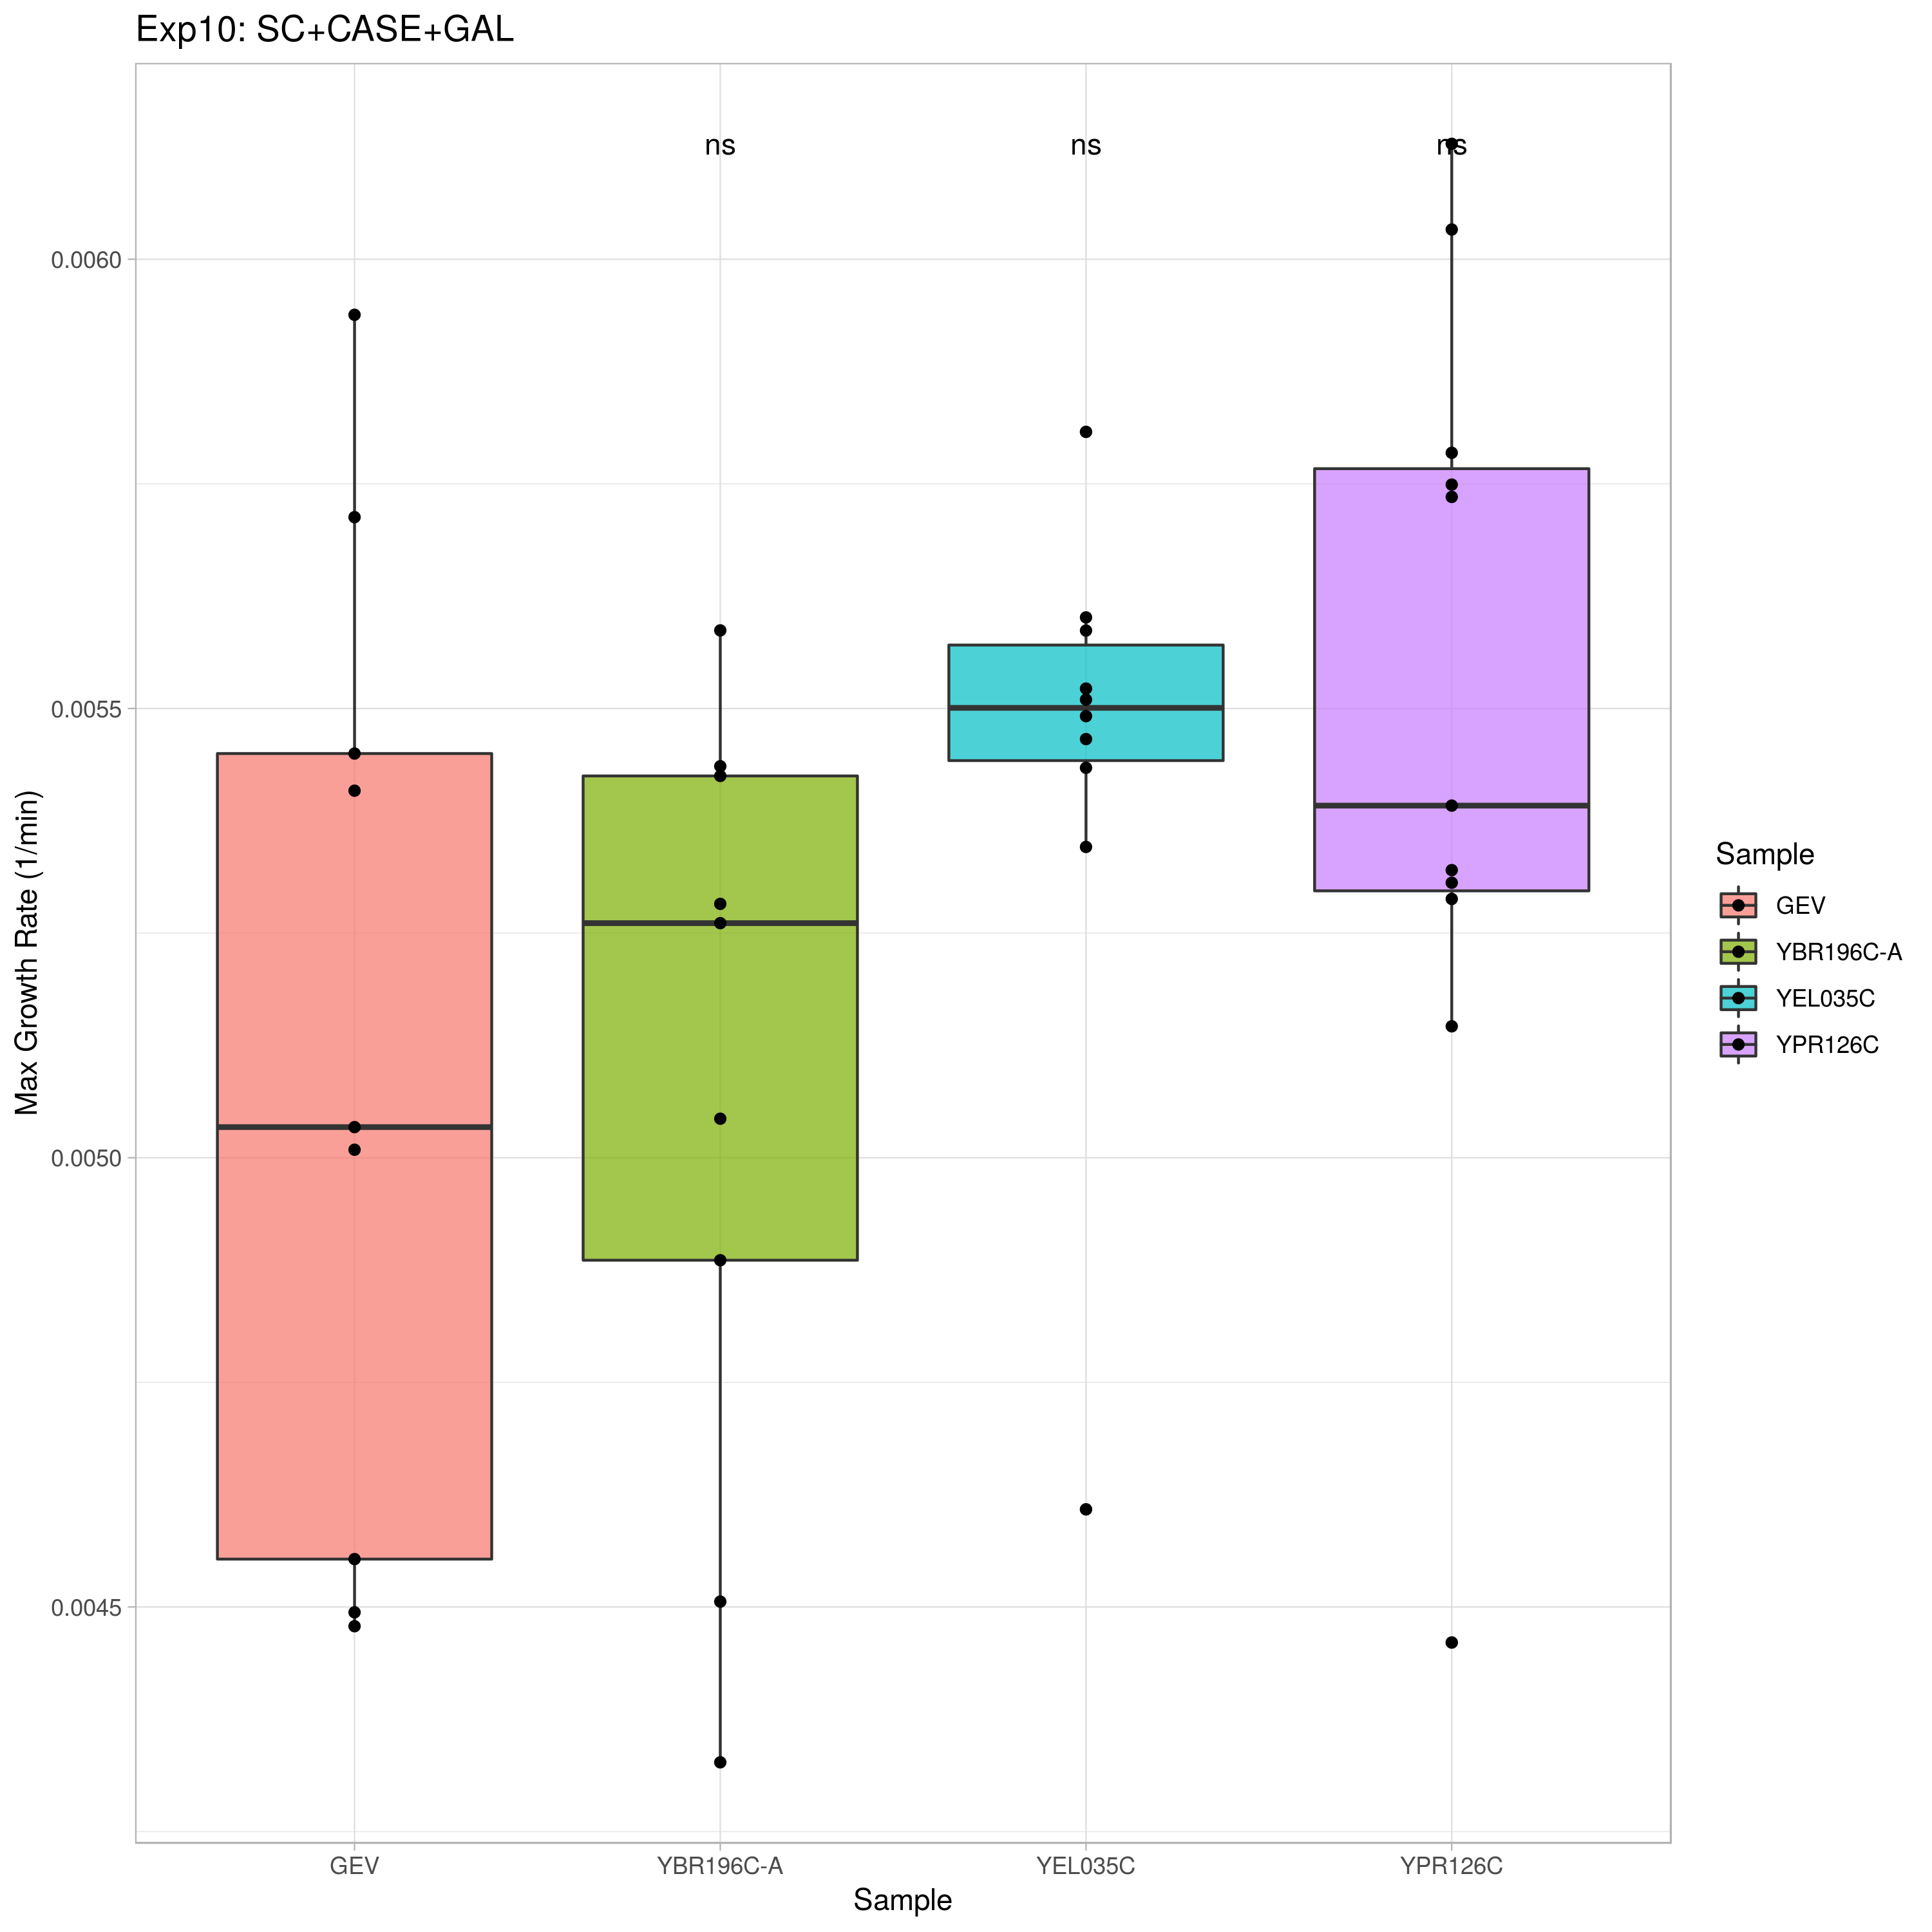 Exp10: SC+CASE+GAL
ns
ns
ns
0.0060
0.0055
0.0050
0.0045
Max Growth Rate (1/min)
GEV
YBR196C-A
YEL035C
YPR126C
Sample
Sample
GEV
YBR196C-A
YEL035C
YPR126C